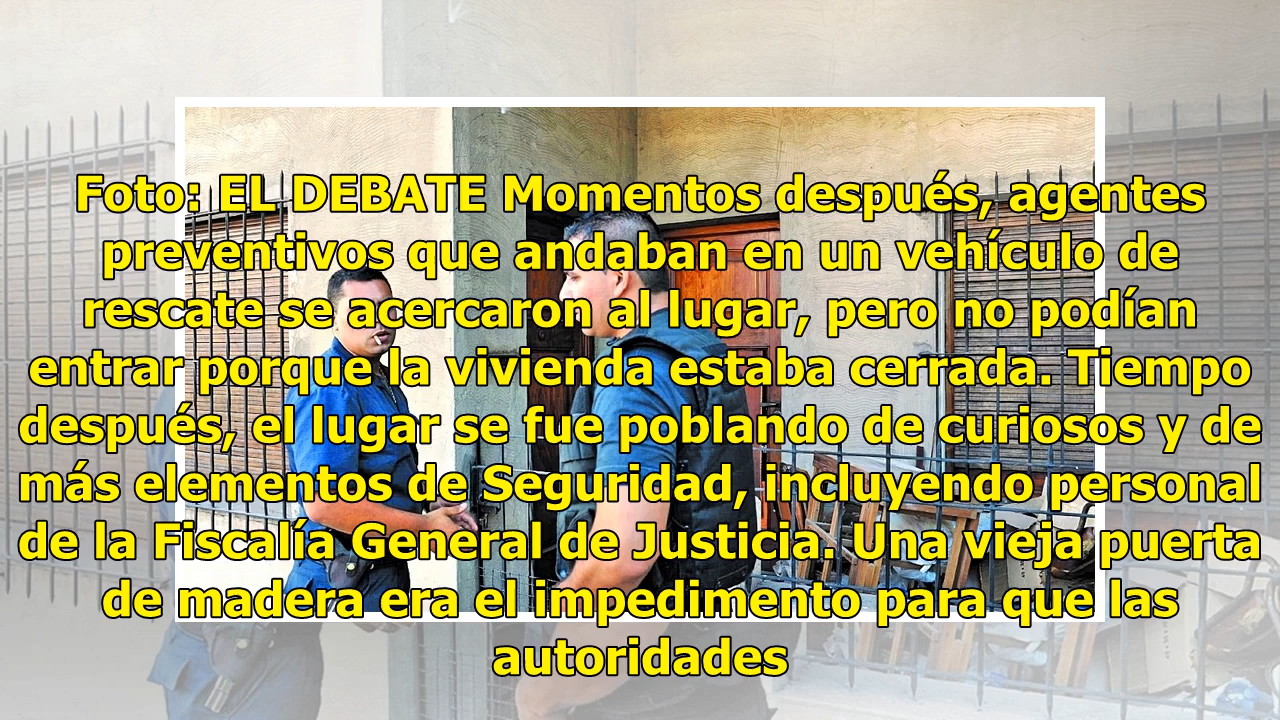 Foto: EL DEBATE Momentos después, agentes
preventivos que andaban en un vehículo de
rescate se acercaron al lugar, pero no podían
entrar porque la vivienda estaba cerrada. Tiempo
después, el lugar se fue poblando de curiosos y de
más elementos de Seguridad, incluyendo personal
de la Fiscalía General de Justicia. Una vieja puerta
de madera era el impedimento para que las
autoridades